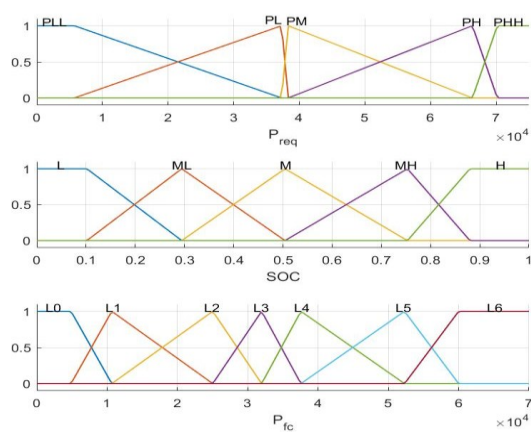 PLL PL PM PH PHH
1
0.5
0
0 1 2 3 4 5 6 7
P_req ×10^4
L ML M MH H
1
0.5
0
0 0.1 0.2 0.3 0.4 0.5 0.6 0.7 0.8 0.9 1
SOC
L0 L1 L2 L3 L4 L5 L6
1
0.5
0
0 1 2 3 4 5 6 70
P_fc ×10^4